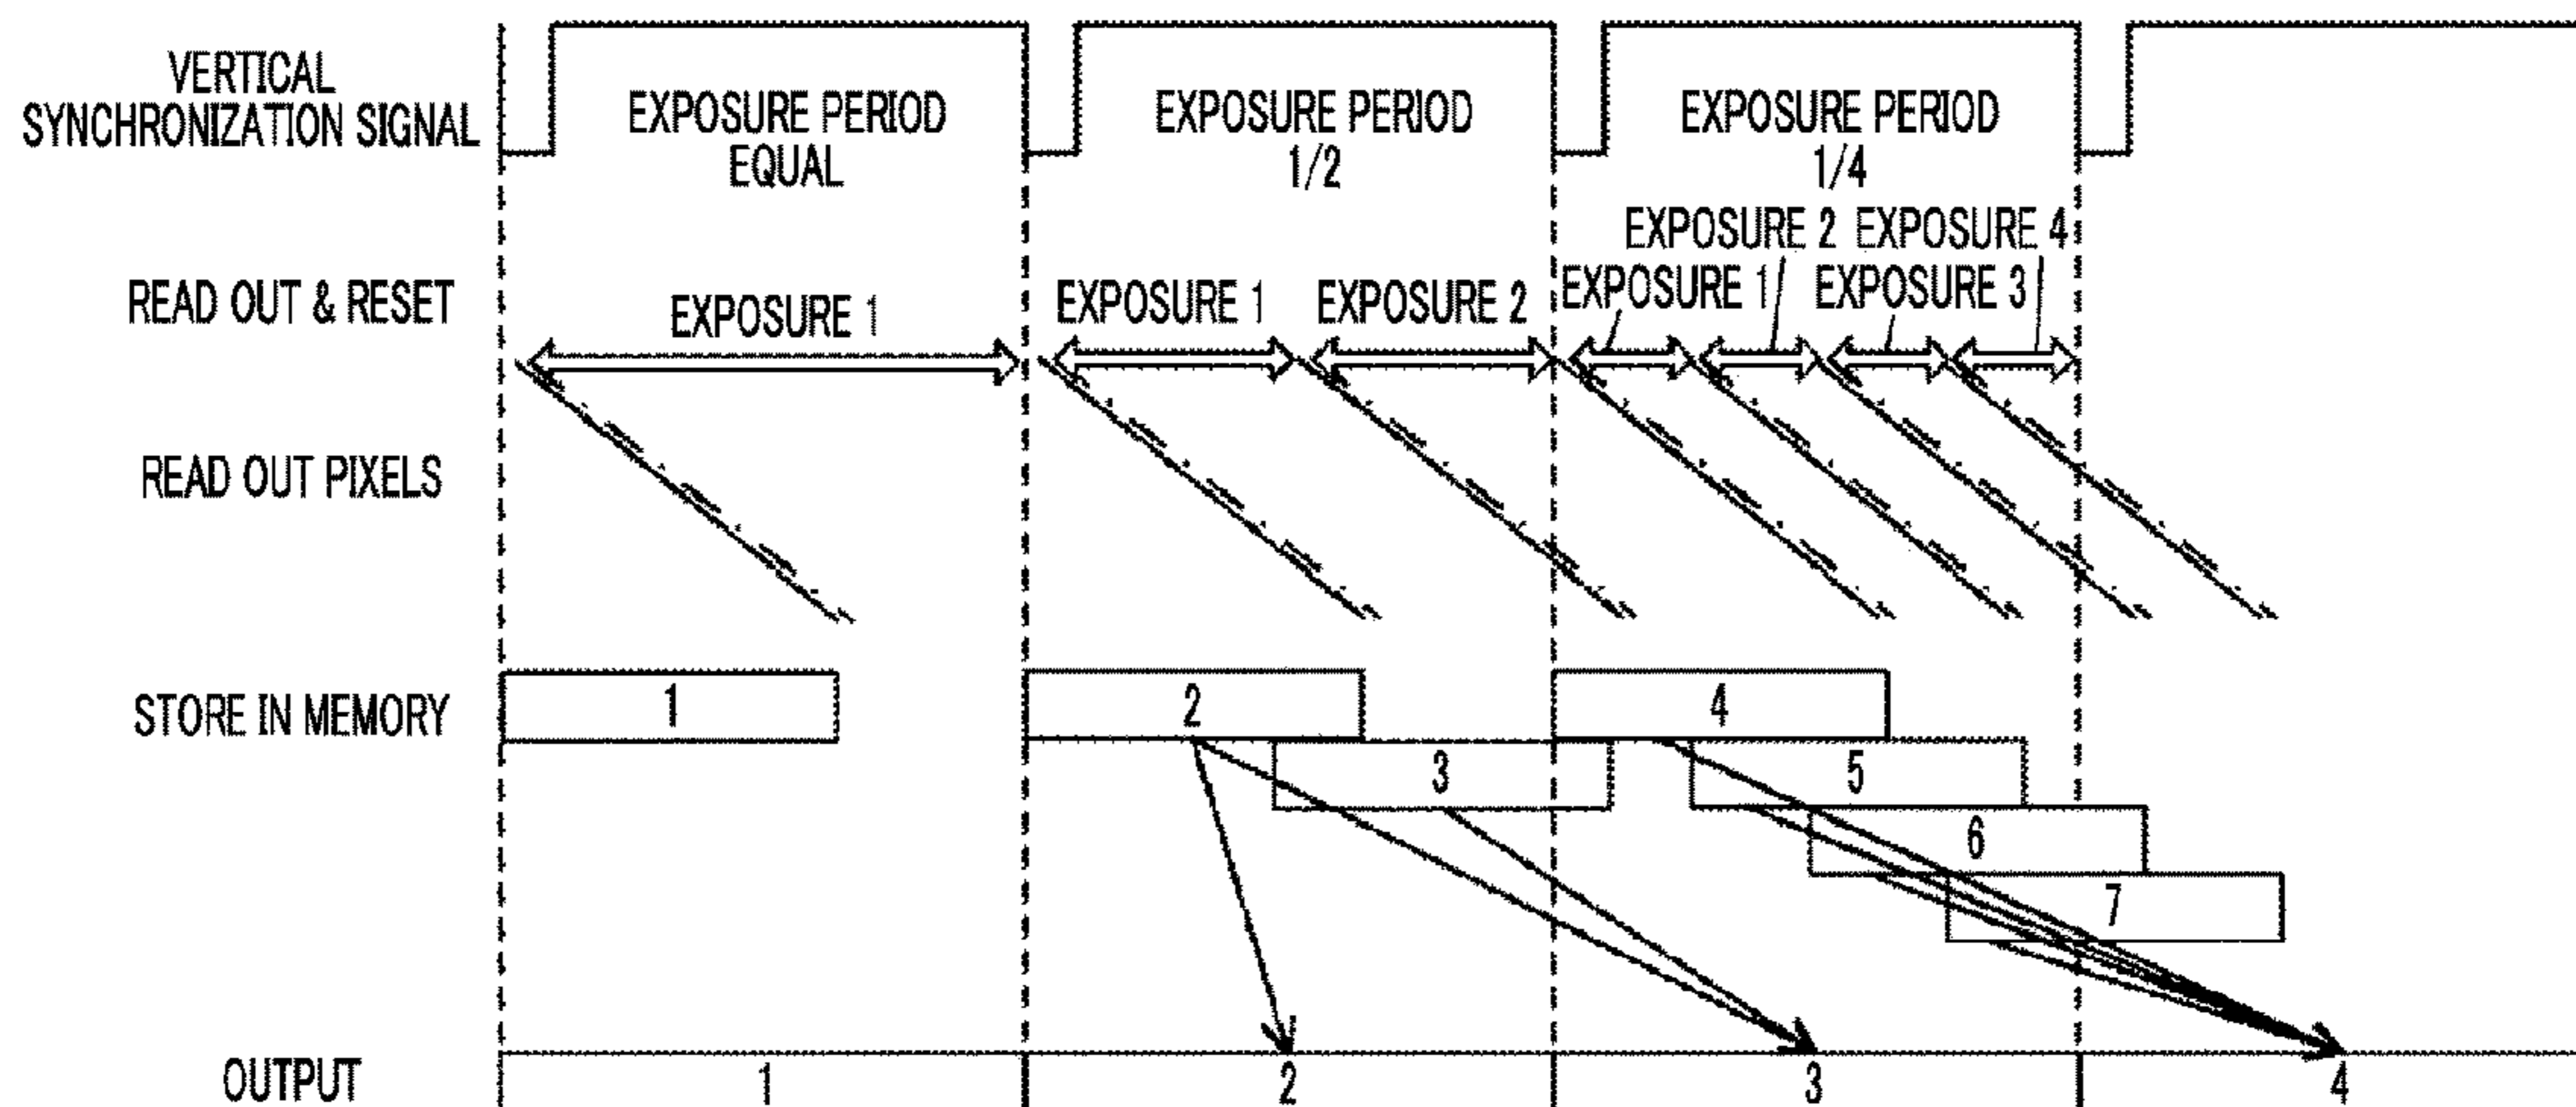 VERTICAL
SYNCHRONIZATION SIGNAL
EXPOSURE PERIOD
EQUAL
EXPOSURE PERIOD
1/2
EXPOSURE PERIOD
1/4
EXPOSURE 2 EXPOSURE 4
READ OUT & RESET
EXPOSURE 1
EXPOSURE 1
EXPOSURE 2
EXPOSURE 1
EXPOSURE 3
READ OUT PIXELS
STORE IN MEMORY
1
2
4
3
5
6
7
OUTPUT
1
2
3
4